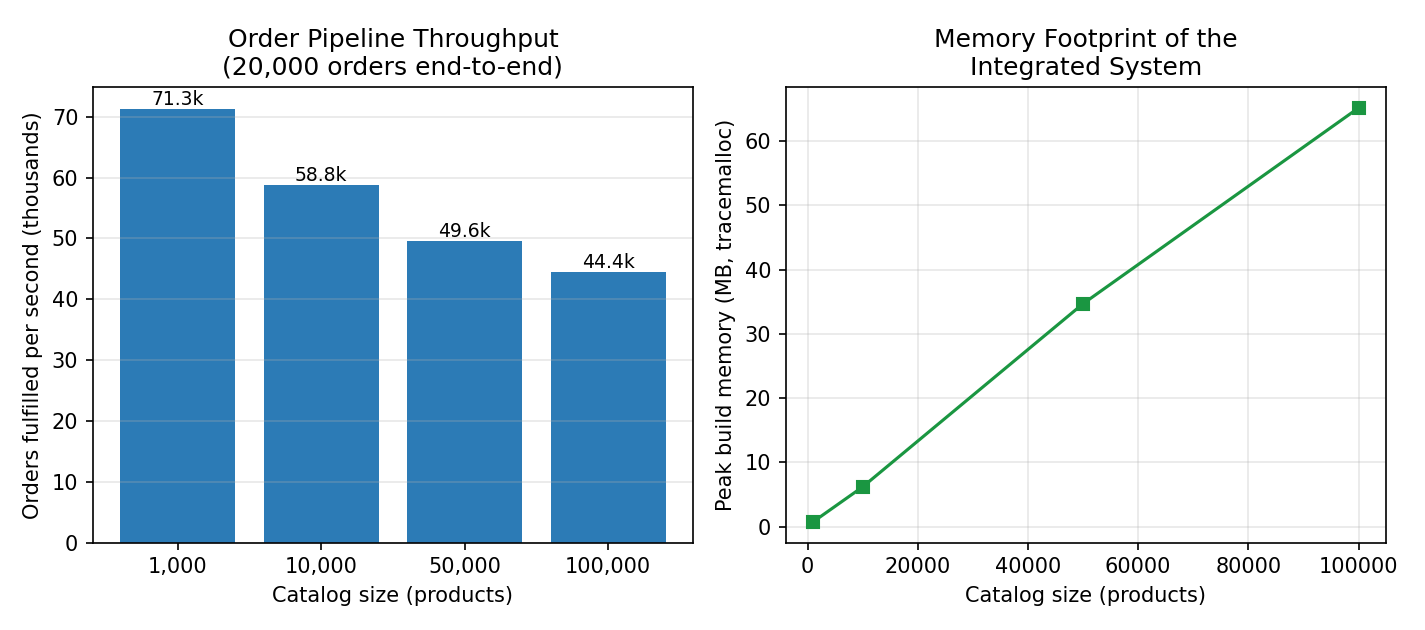 Order Pipeline Throughput
(20,000 orders end-to-end)
Orders fulfilled per second (thousands)
70
60
50
40
30
20
10
0
71.3k
58.8k
49.6k
44.4k
1,000
10,000
50,000
100,000
Catalog size (products)
Memory Footprint of the
Integrated System
Peak build memory (MB, tracemalloc)
60
50
40
30
20
10
0
0
20000
40000
60000
80000
100000
Catalog size (products)